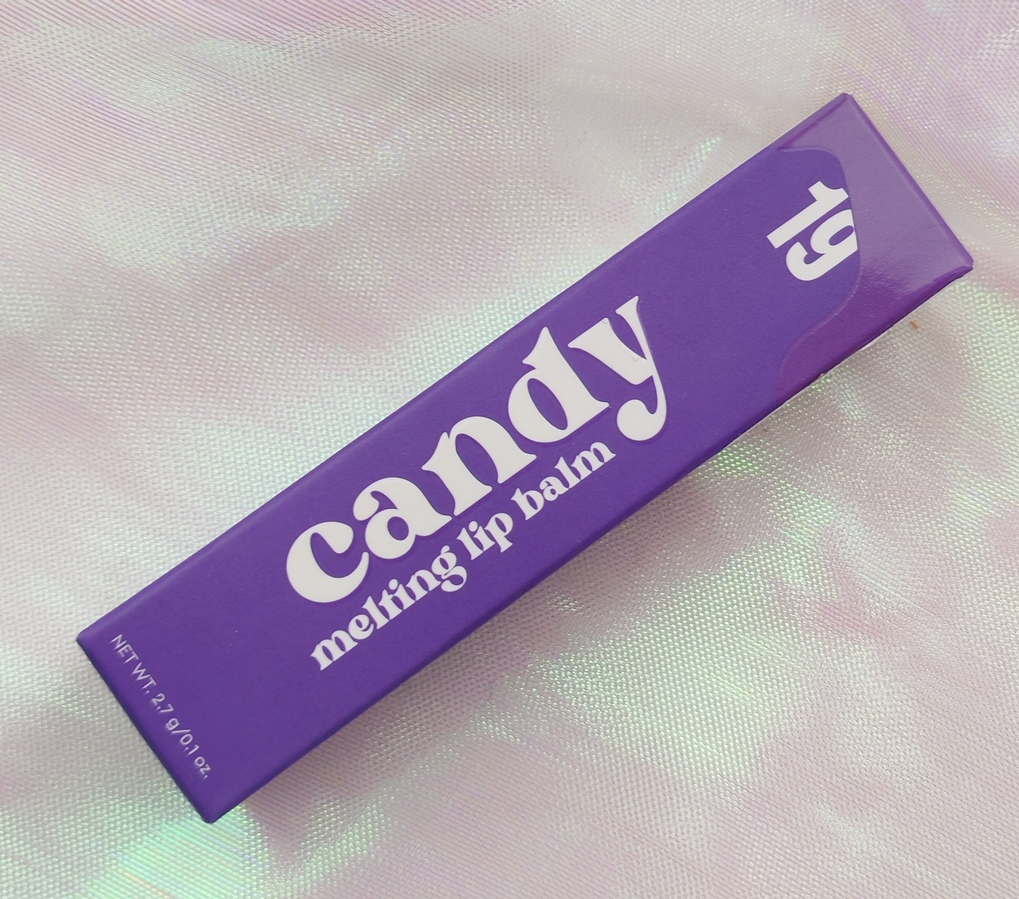 19
candy
melting lip balm
NET WT. 2.7 g/0.1 oz.